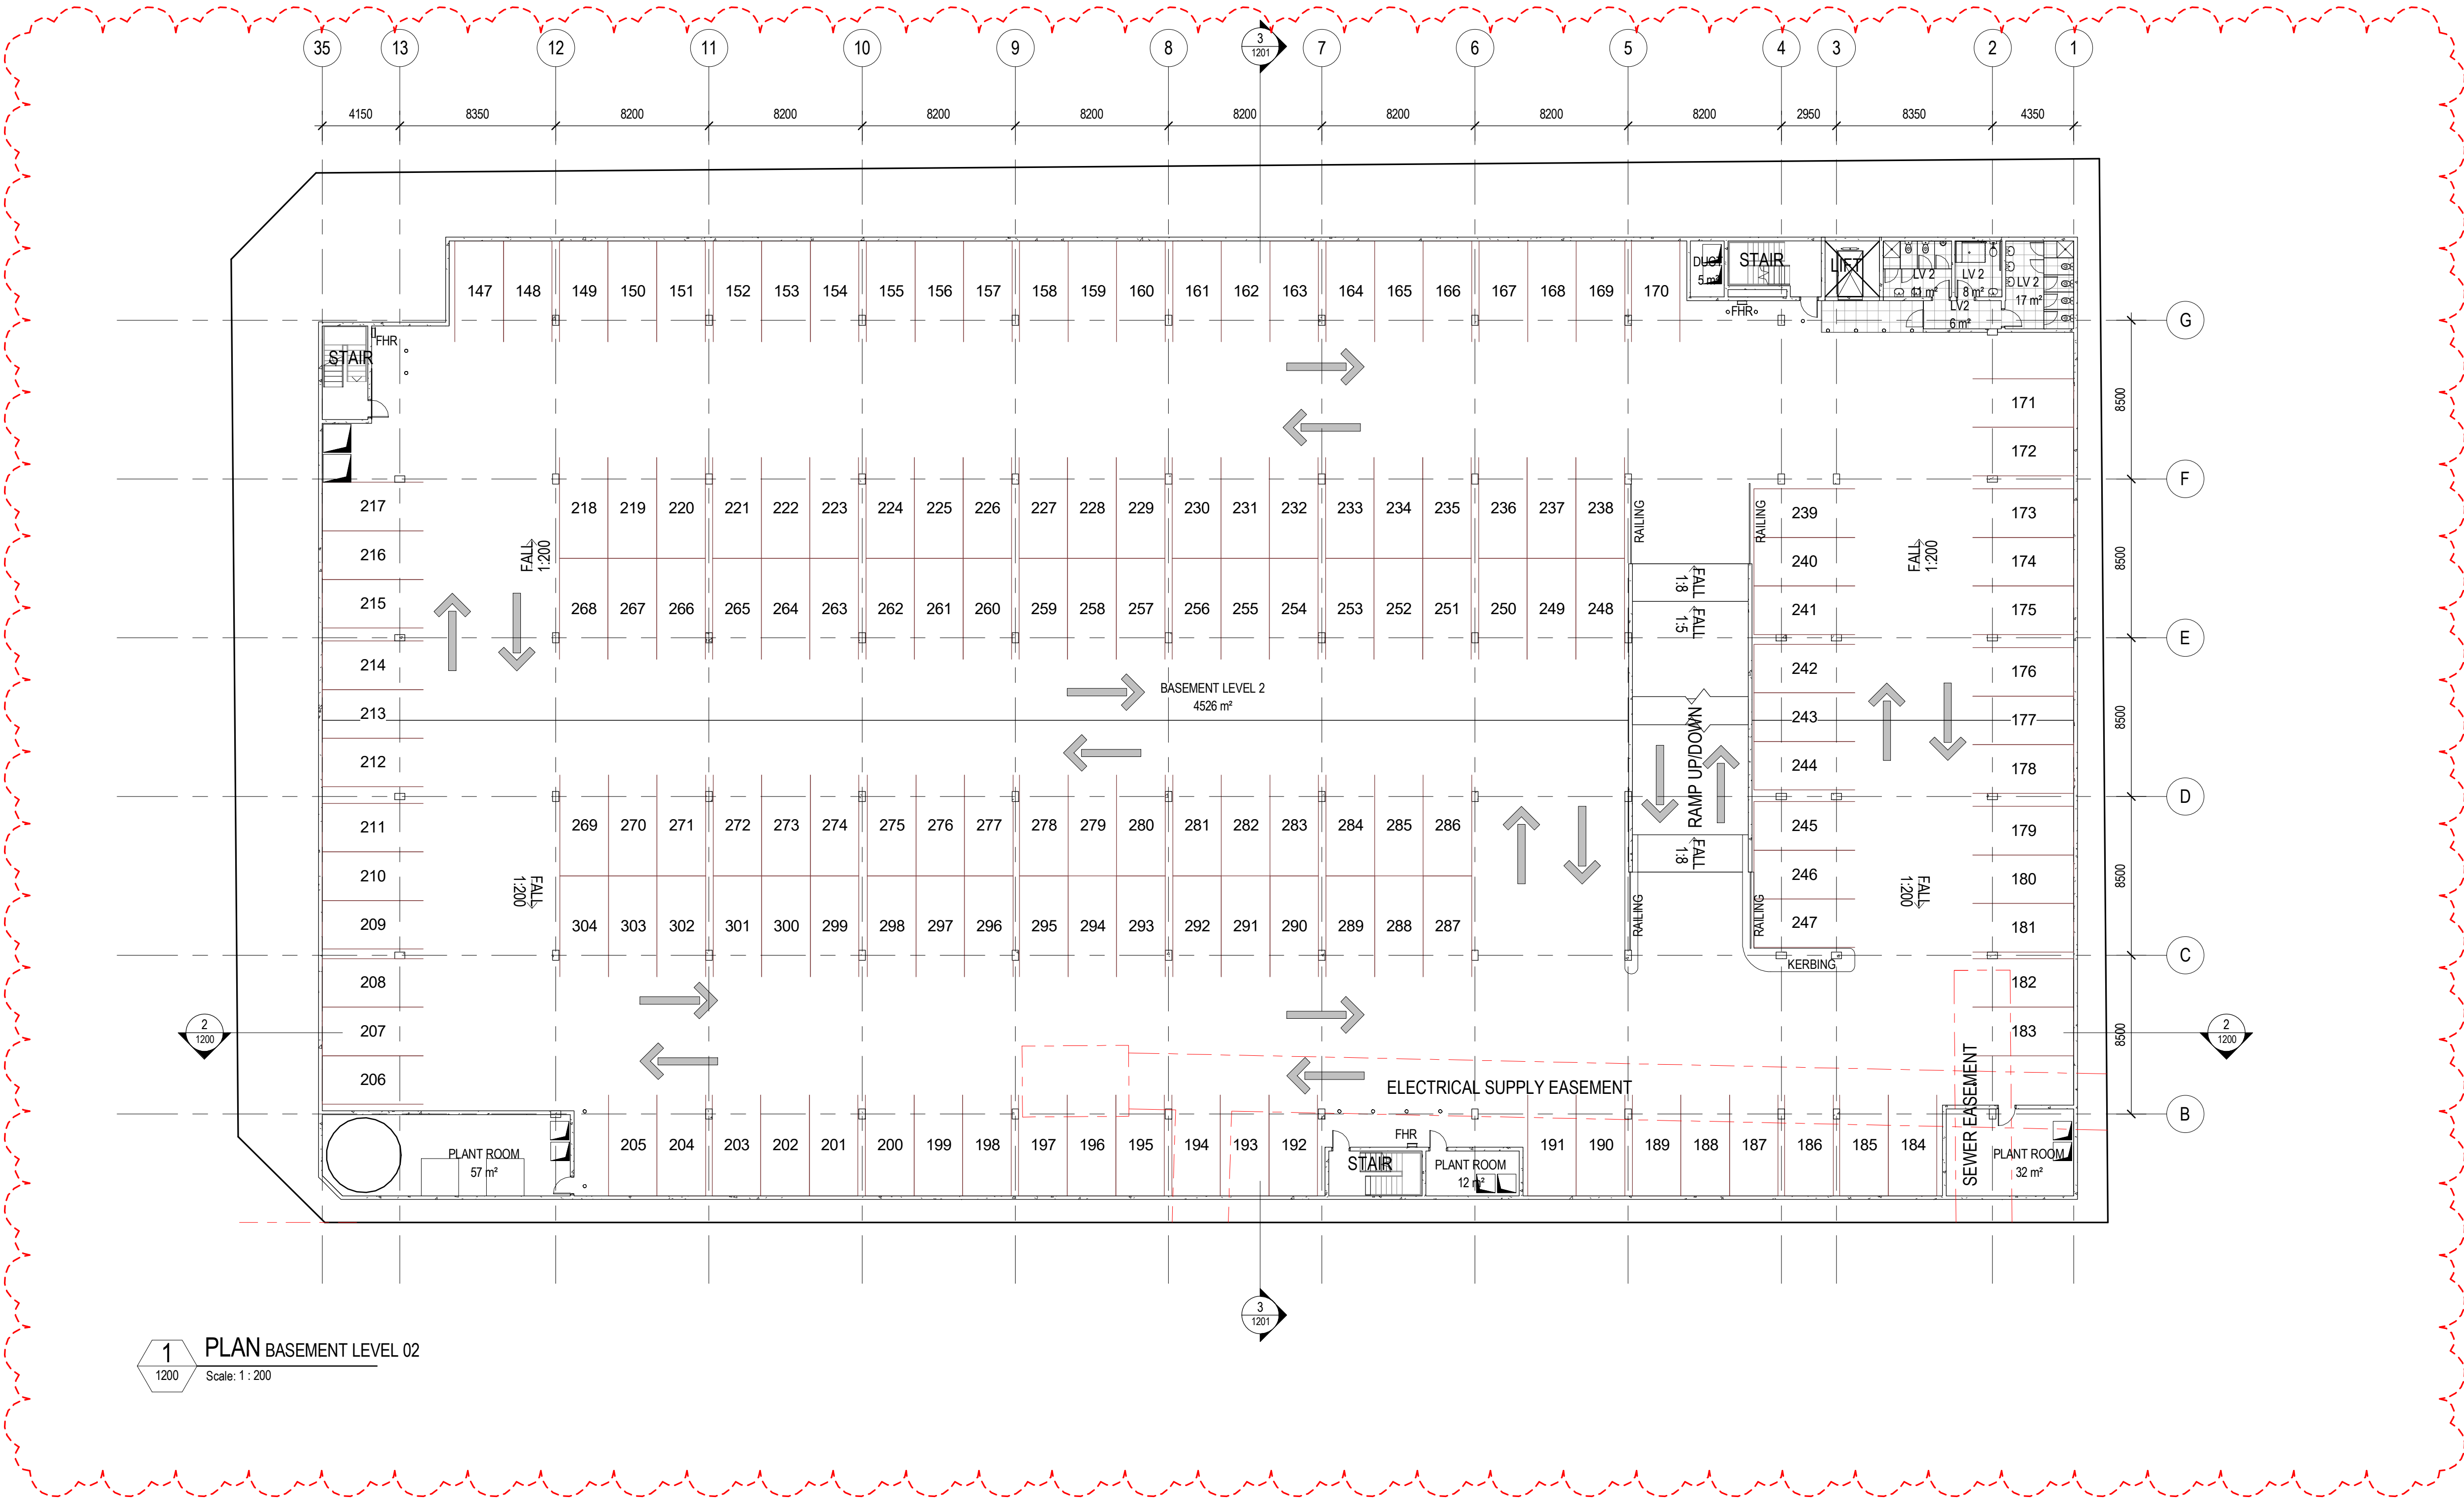 35 13 12 11 10 9 8 3 7 6 5 4 3 2 1
1201
4150 8350 8200 8200 8200 8200 8200 8200 8200 8200 2950 8350 4350
DUCT
5 m²
STAIR
LIFT
LV 2
11 m²
LV 2
8 m²
LV 2
17 m²
LV2
6 m²
147 148 149 150 151 152 153 154 155 156 157 158 159 160 161 162 163 164 165 166 167 168 169 170
FHR
G
STAIR
FHR
8500
171
172
F
217
216
215
218 219 220 221 222 223 224 225 226 227 228 229 230 231 232 233 234 235 236 237 238
RAILING
RAILING
239
240
241
173
174
175
FALL
1:200
FALL
1:200
8500
FALL
1:8
FALL
1:5
268 267 266 265 264 263 262 261 260 259 258 257 256 255 254 253 252 251 250 249 248
E
214
213
212
BASEMENT LEVEL 2
4526 m²
242
243
244
176
177
178
8500
RAMP UP/DOWN
D
211
210
209
269 270 271 272 273 274 275 276 277 278 279 280 281 282 283 284 285 286
245
246
247
179
180
181
FALL
1:8
FALL
1:200
FALL
1:200
8500
304 303 302 301 300 299 298 297 296 295 294 293 292 291 290 289 288 287
RAILING
RAILING
KERBING
C
208
207
206
182
183
8500
2
1200
2
1200
ELECTRICAL SUPPLY EASEMENT
SEWER EASEMENT
B
PLANT ROOM
57 m²
205 204 203 202 201 200 199 198 197 196 195 194 193 192
FHR
STAIR
PLANT ROOM
12 m²
191 190 189 188 187 186 185 184
PLANT ROOM
32 m²
3
1201
1
1200
PLAN BASEMENT LEVEL 02
Scale: 1 : 200